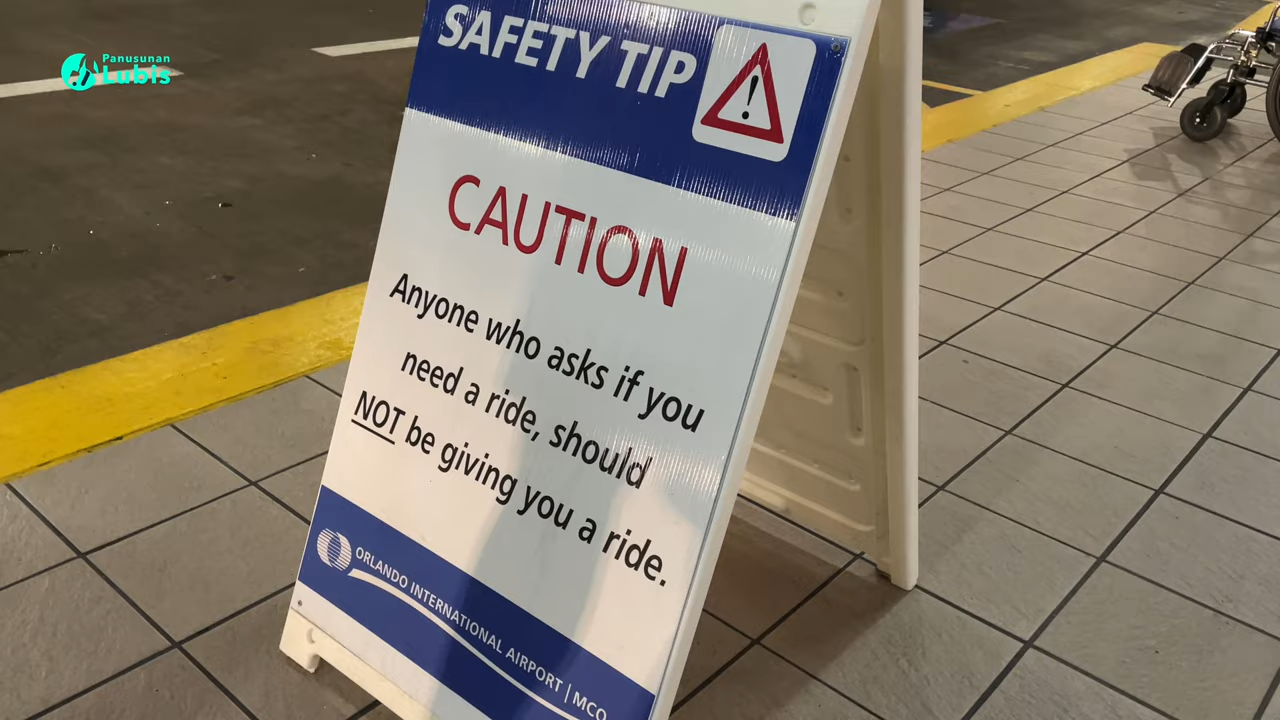 Panusunan
Lubis
SAFETY TIP
!
CAUTION
Anyone who asks if you
need a ride, should
NOT be giving you a ride.
ORLANDO INTERNATIONAL AIRPORT | MCO